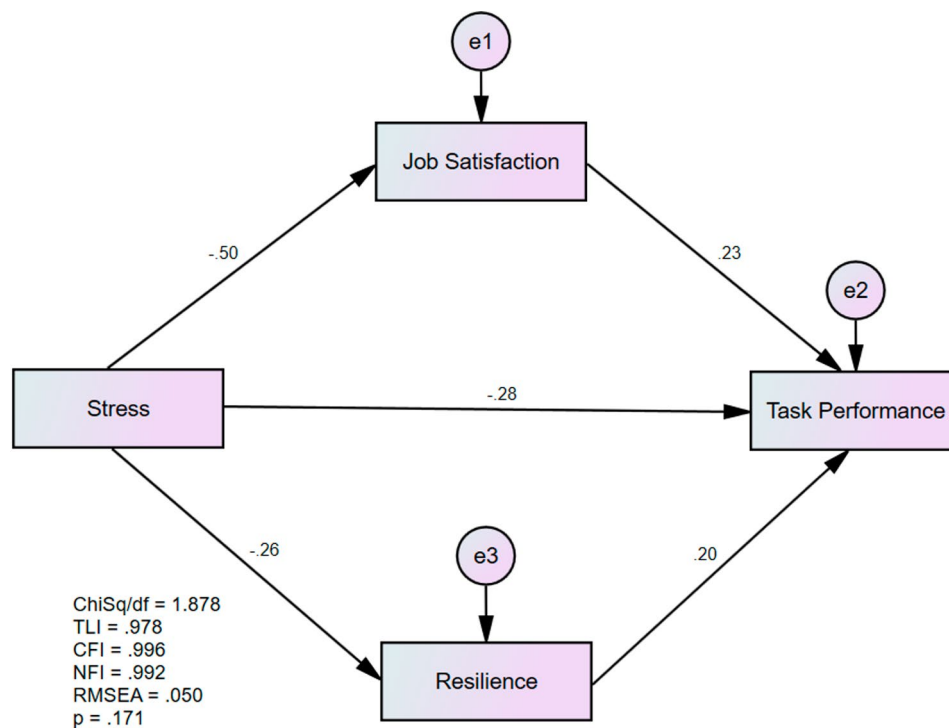 e1
Job Satisfaction
-.50
.23
e2
Stress
-.28
Task Performance
-.26
e3
.20
ChiSq/df = 1.878
TLI = .978
CFI = .996
NFI = .992
RMSEA = .050
p = .171
Resilience